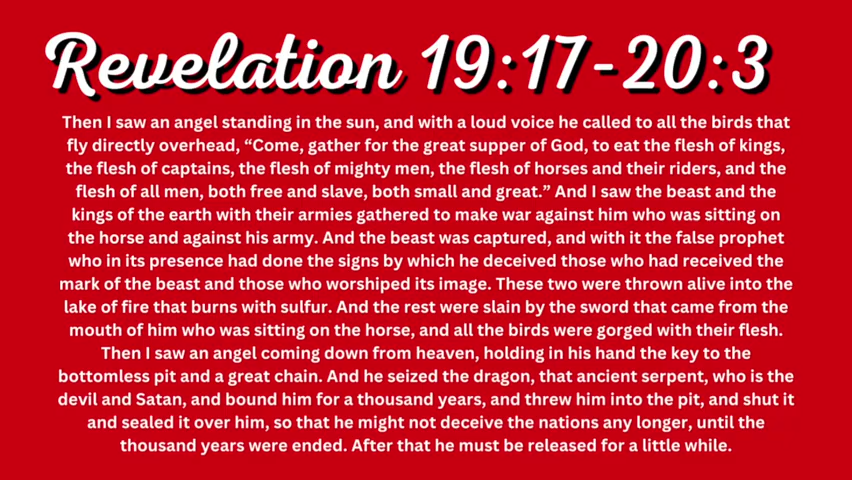 Revelation 19:17-20:3
Then I saw an angel standing in the sun, and with a loud voice he called to all the birds that
fly directly overhead, “Come, gather for the great supper of God, to eat the flesh of kings,
the flesh of captains, the flesh of mighty men, the flesh of horses and their riders, and the
flesh of all men, both free and slave, both small and great.” And I saw the beast and the
kings of the earth with their armies gathered to make war against him who was sitting on
the horse and against his army. And the beast was captured, and with it the false prophet
who in its presence had done the signs by which he deceived those who had received the
mark of the beast and those who worshiped its image. These two were thrown alive into the
lake of fire that burns with sulfur. And the rest were slain by the sword that came from the
mouth of him who was sitting on the horse, and all the birds were gorged with their flesh.
Then I saw an angel coming down from heaven, holding in his hand the key to the
bottomless pit and a great chain. And he seized the dragon, that ancient serpent, who is the
devil and Satan, and bound him for a thousand years, and threw him into the pit, and shut it
and sealed it over him, so that he might not deceive the nations any longer, until the
thousand years were ended. After that he must be released for a little while.